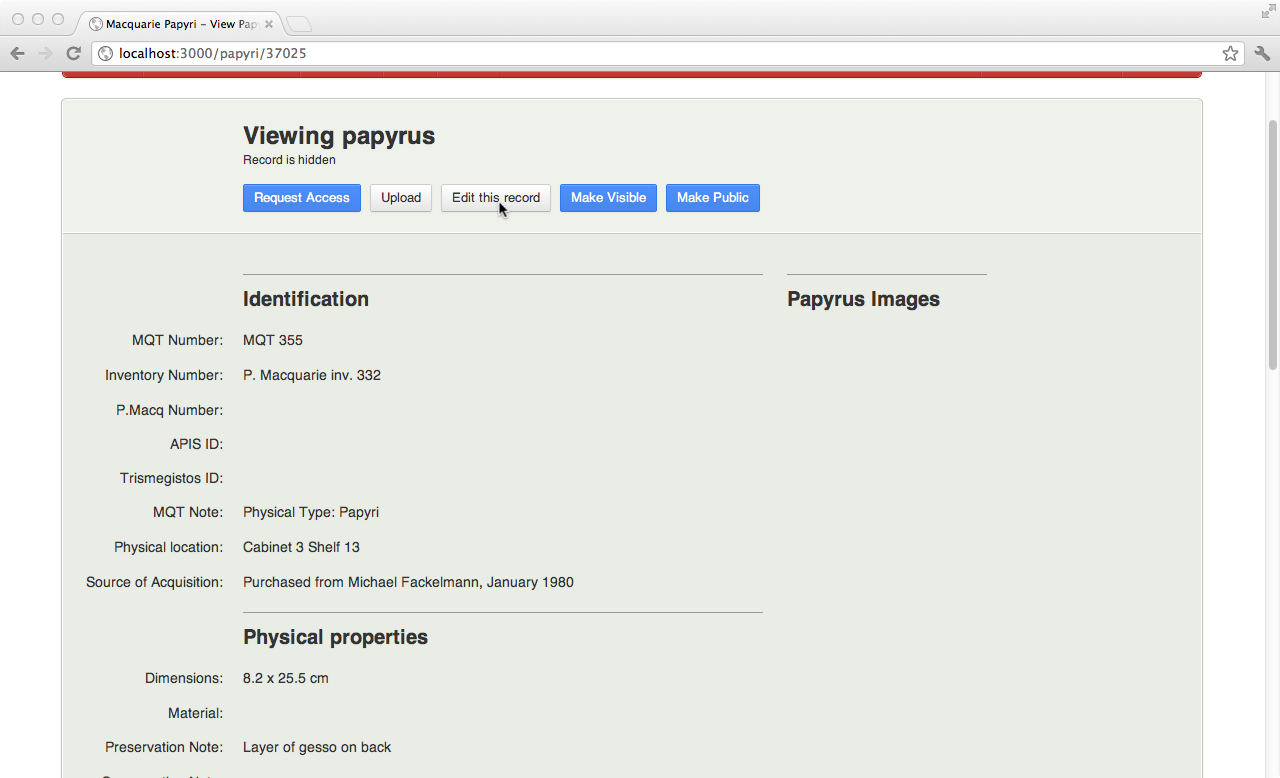 Macquarie Papyri – View Pap
localhost:3000/papyri/37025
Viewing papyrus
Record is hidden
Request Access Upload Edit this record Make Visible Make Public
Identification
Papyrus Images
MQT Number: MQT 355
Inventory Number: P. Macquarie inv. 332
P.Macq Number:
APIS ID:
Trismegistos ID:
MQT Note: Physical Type: Papyri
Physical location: Cabinet 3 Shelf 13
Source of Acquisition: Purchased from Michael Fackelmann, January 1980
Physical properties
Dimensions: 8.2 x 25.5 cm
Material:
Preservation Note: Layer of gesso on back